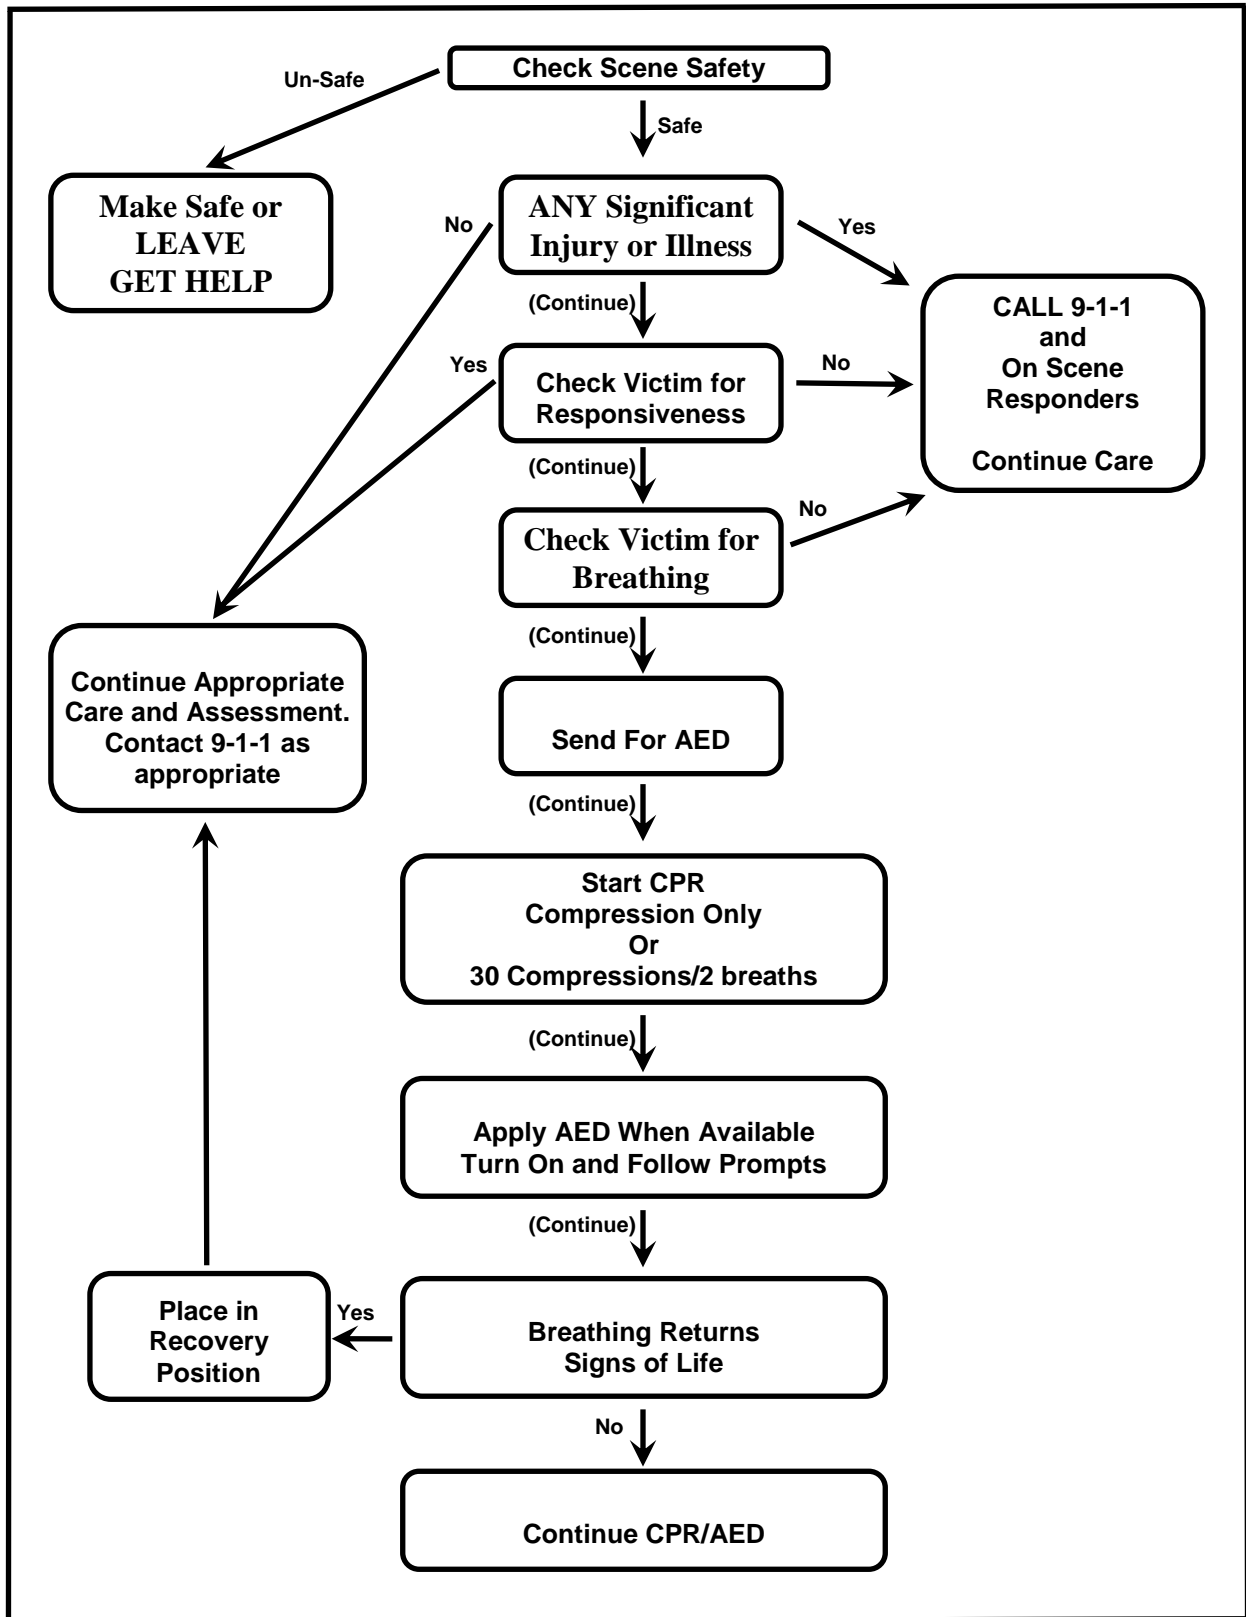 Check Scene Safety
Un-Safe
Safe
Make Safe or
LEAVE
GET HELP
ANY Significant
Injury or Illness
No
Yes
(Continue)
CALL 9-1-1
and
On Scene
Responders
Continue Care
Yes
Check Victim for
Responsiveness
No
(Continue)
Check Victim for
Breathing
No
(Continue)
Continue Appropriate
Care and Assessment.
Contact 9-1-1 as
appropriate
Send For AED
(Continue)
Start CPR
Compression Only
Or
30 Compressions/2 breaths
(Continue)
Apply AED When Available
Turn On and Follow Prompts
(Continue)
Place in
Recovery
Position
Yes
Breathing Returns
Signs of Life
No
Continue CPR/AED